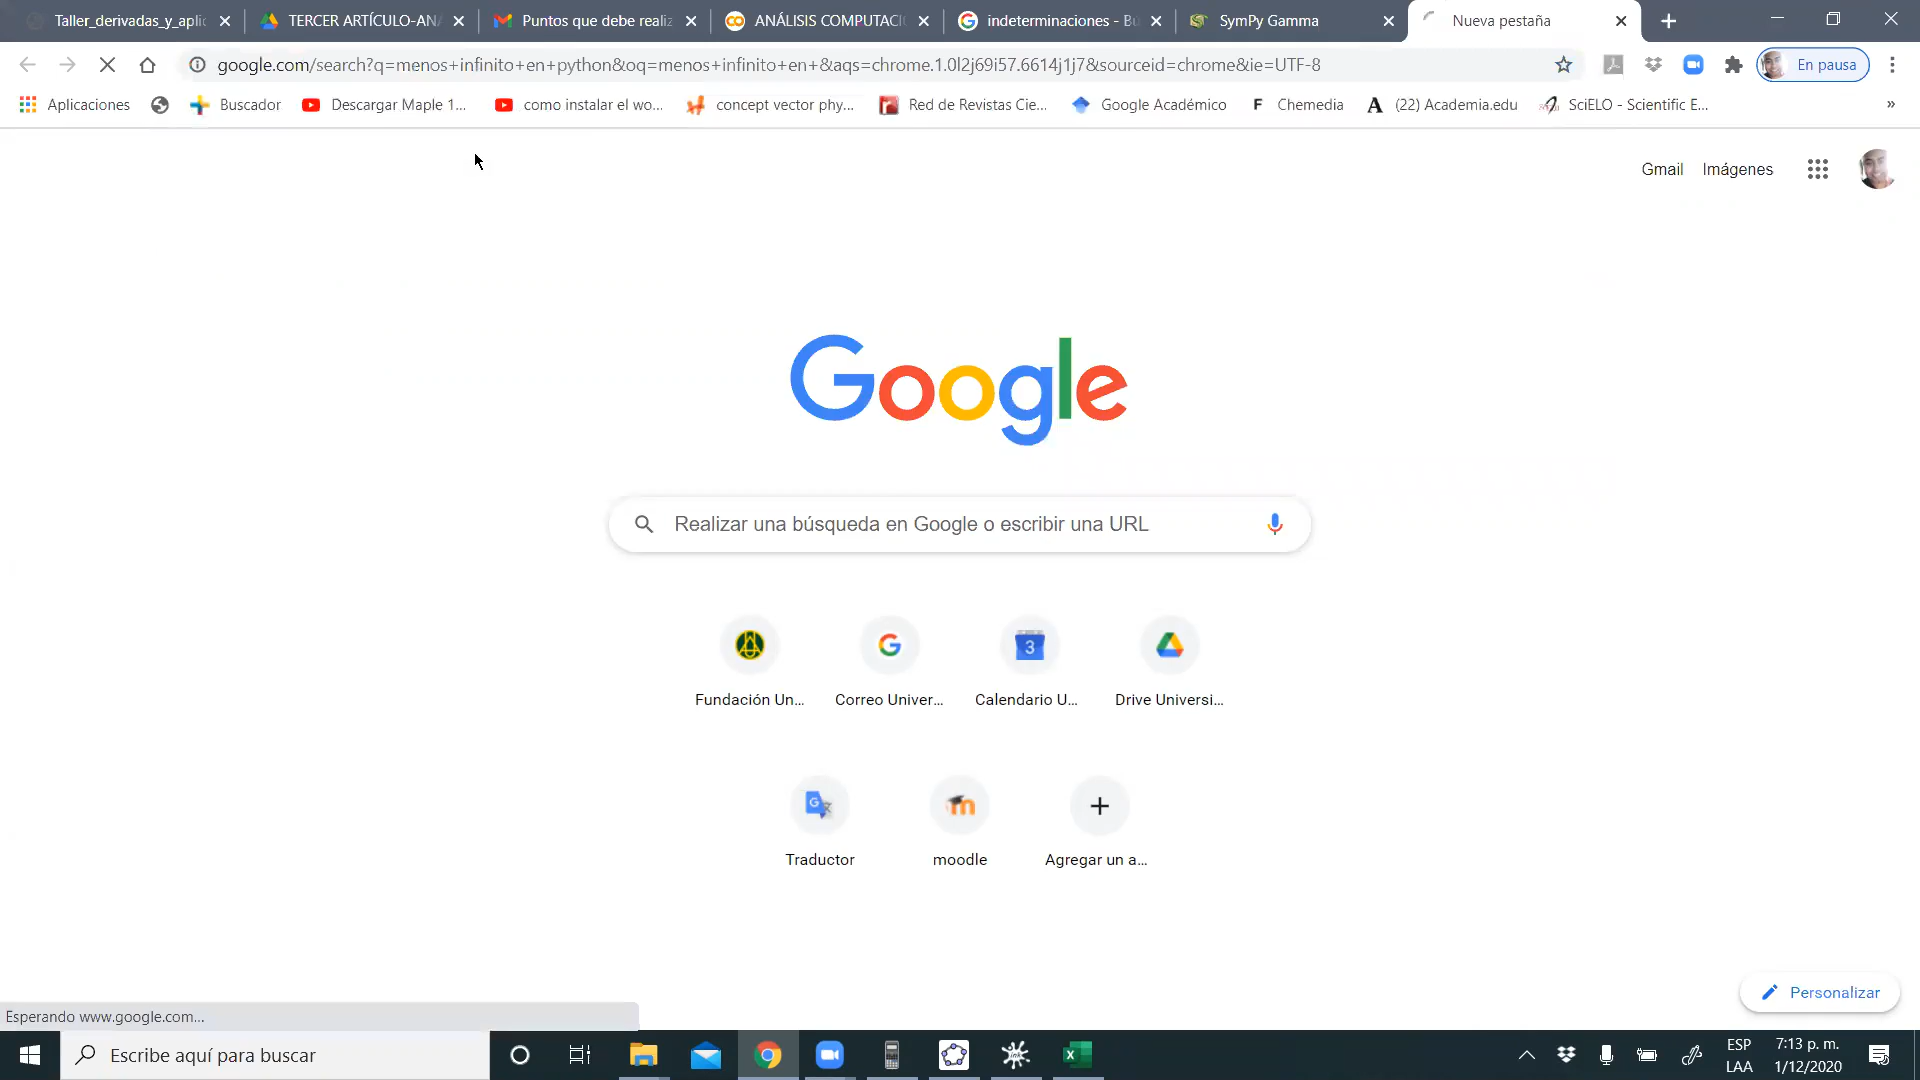 Taller_derivadas_y_aplic
TERCER ARTÍCULO-ANÁ
Puntos que debe realiz
ANÁLISIS COMPUTACI
indeterminaciones - Bú
SymPy Gamma
Nueva pestaña
google.com/search?q=menos+infinito+en+python&oq=menos+infinito+en+&aqs=chrome.1.0l2j69i57.6614j1j7&sourceid=chrome&ie=UTF-8
En pausa
Aplicaciones
Buscador
Descargar Maple 1...
como instalar el wo...
concept vector phy...
Red de Revistas Cie...
Google Académico
Chemedia
(22) Academia.edu
SciELO - Scientific E...
»
Gmail
Imágenes
Google
Realizar una búsqueda en Google o escribir una URL
Fundación Un...
Correo Univer...
Calendario U...
Drive Universi...
Traductor
moodle
Agregar un a...
Personalizar
Esperando www.google.com...
Escribe aquí para buscar
ESP
LAA
7:13 p. m.
1/12/2020